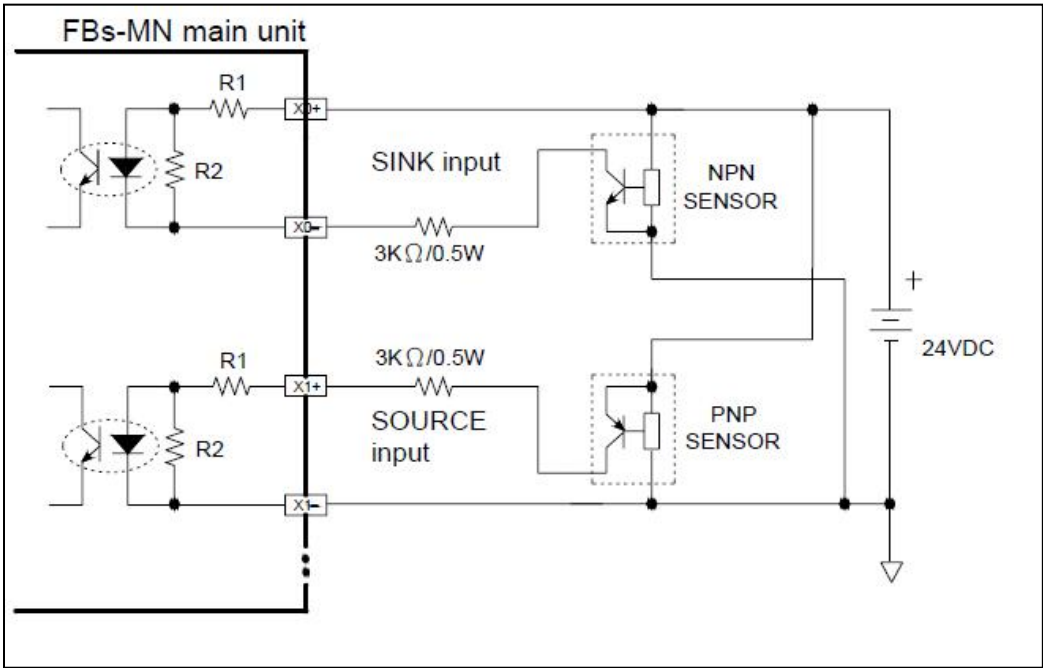 FBs-MN main unit
R1
X0+
SINK input
NPN
SENSOR
R2
X0-
3KΩ/0.5W
+
24VDC
R1
3KΩ/0.5W
X1+
SOURCE
input
PNP
SENSOR
R2
X1-